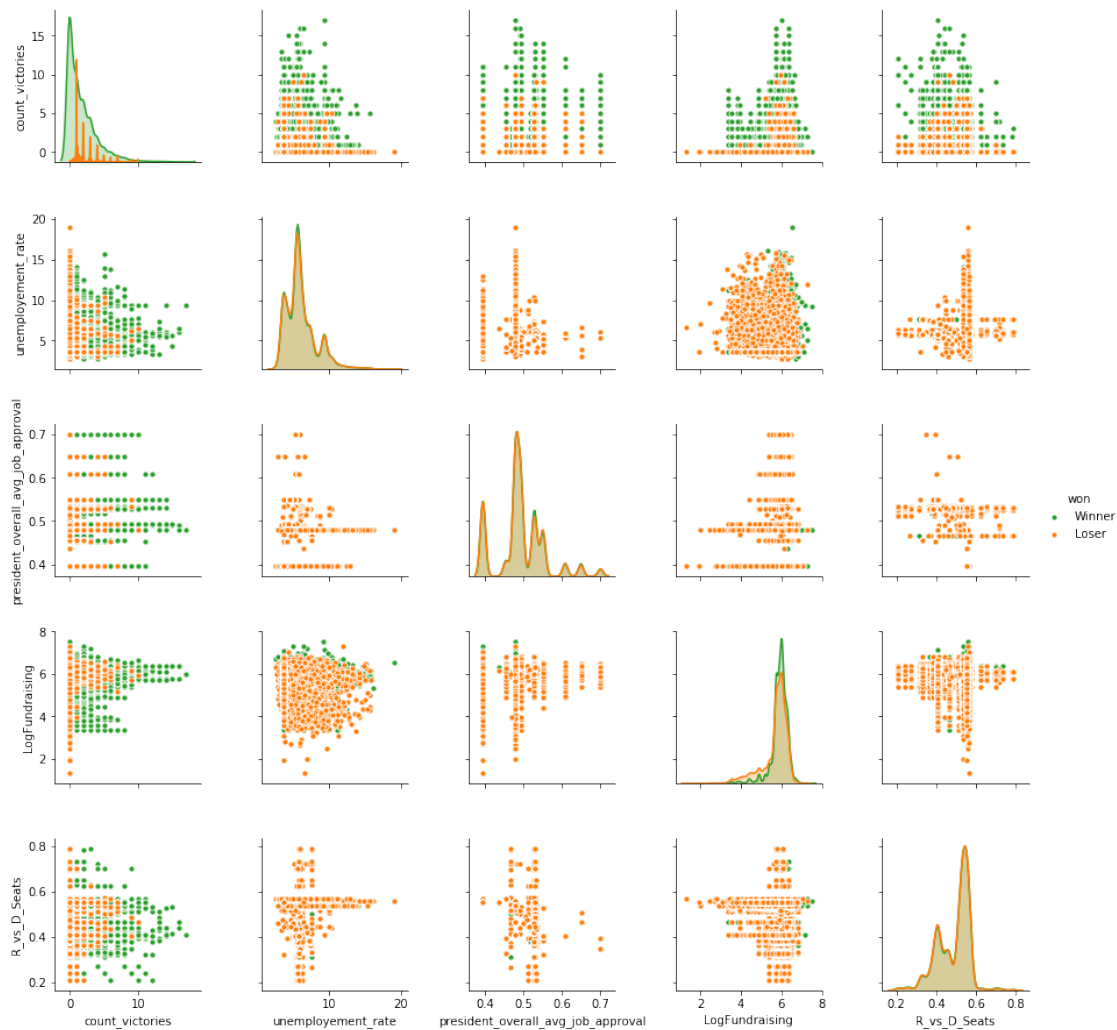 count_victories
15
10
5
0
unemployement_rate
20
15
10
5
president_overall_avg_job_approval
0.7
0.6
0.5
0.4
won
Winner
Loser
LogFundraising
8
6
4
2
R_vs_D_Seats
0.8
0.6
0.4
0.2
0 10
0 10 20
0.4 0.5 0.6 0.7
2 4 6 8
0.2 0.4 0.6 0.8
count_victories
unemployement_rate
president_overall_avg_job_approval
LogFundraising
R_vs_D_Seats